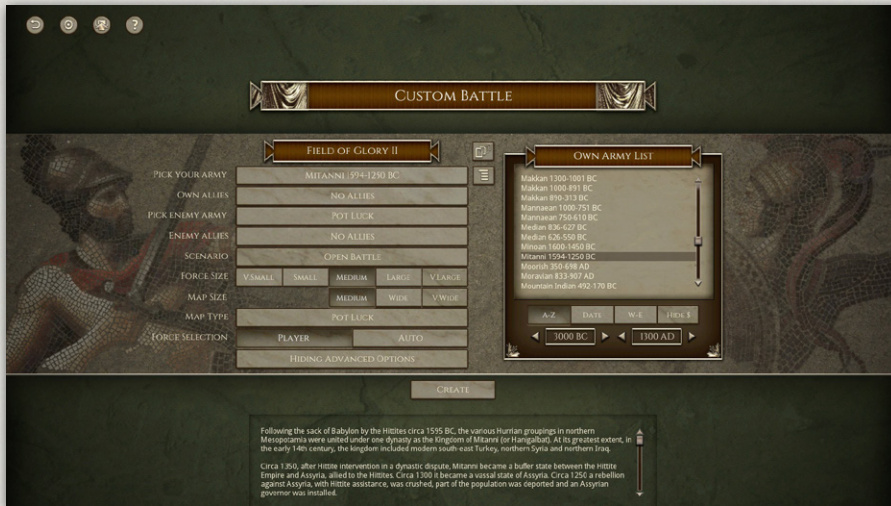 CUSTOM BATTLE
FIELD OF GLORY II
PICK YOUR ARMY
MITANNI 1594-1250 BC
OWN ALLIES
NO ALLIES
PICK ENEMY ARMY
POT LUCK
ENEMY ALLIES
NO ALLIES
SCENARIO
OPEN BATTLE
FORCE SIZE
V.SMALL SMALL MEDIUM LARGE V.LARGE
MAP SIZE
MEDIUM WIDE V.WIDE
MAP TYPE
POT LUCK
FORCE SELECTION
PLAYER AUTO
HIDING ADVANCED OPTIONS
OWN ARMY LIST
Makkan 1300-1001 BC
Makkan 1000-891 BC
Makkan 890-313 BC
Mannaean 1000-751 BC
Mannaean 750-610 BC
Median 836-627 BC
Median 626-550 BC
Minoan 1600-1450 BC
Mitanni 1594-1250 BC
Moorish 350-698 AD
Moravian 833-907 AD
Mountain Indian 492-170 BC
A-Z DATE W-E HIDE $
3000 BC 1300 AD
CREATE
Following the sack of Babylon by the Hittites circa 1595 BC, the various Hurrian groupings in northern
Mesopotamia were united under one dynasty as the Kingdom of Mitanni (or Hanigalbat). At its greatest extent, in
the early 14th century, the kingdom included modern south-east Turkey, northern Syria and northern Iraq.
Circa 1350, after Hittite intervention in a dynastic dispute, Mitanni became a buffer state between the Hittite
Empire and Assyria, allied to the Hittites. Circa 1300 it became a vassal state of Assyria. Circa 1250 a rebellion
against Assyria, with Hittite assistance, was crushed, part of the population was deported and an Assyrian
governor was installed.